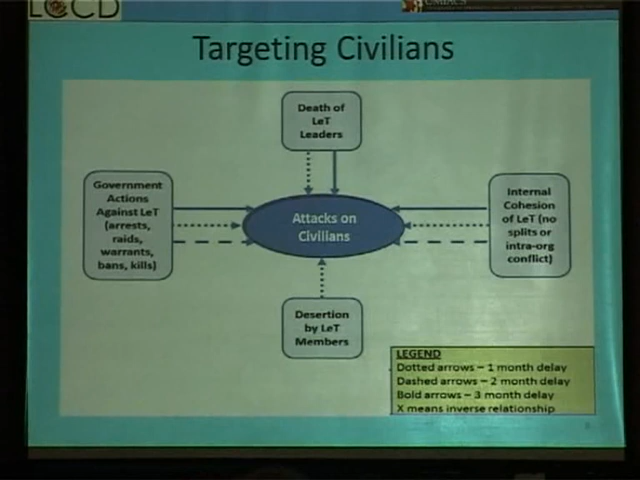 LCCD
UMIACS
Targeting Civilians
Death of
LeT
Leaders
Government
Actions
Against LeT
(arrests,
raids,
warrants,
bans, kills)
Attacks on
Civilians
Internal
Cohesion
of LeT (no
splits or
intra-org
conflict)
Desertion
by LeT
Members
LEGEND
Dotted arrows – 1 month delay
Dashed arrows – 2 month delay
Bold arrows – 3 month delay
X means inverse relationship